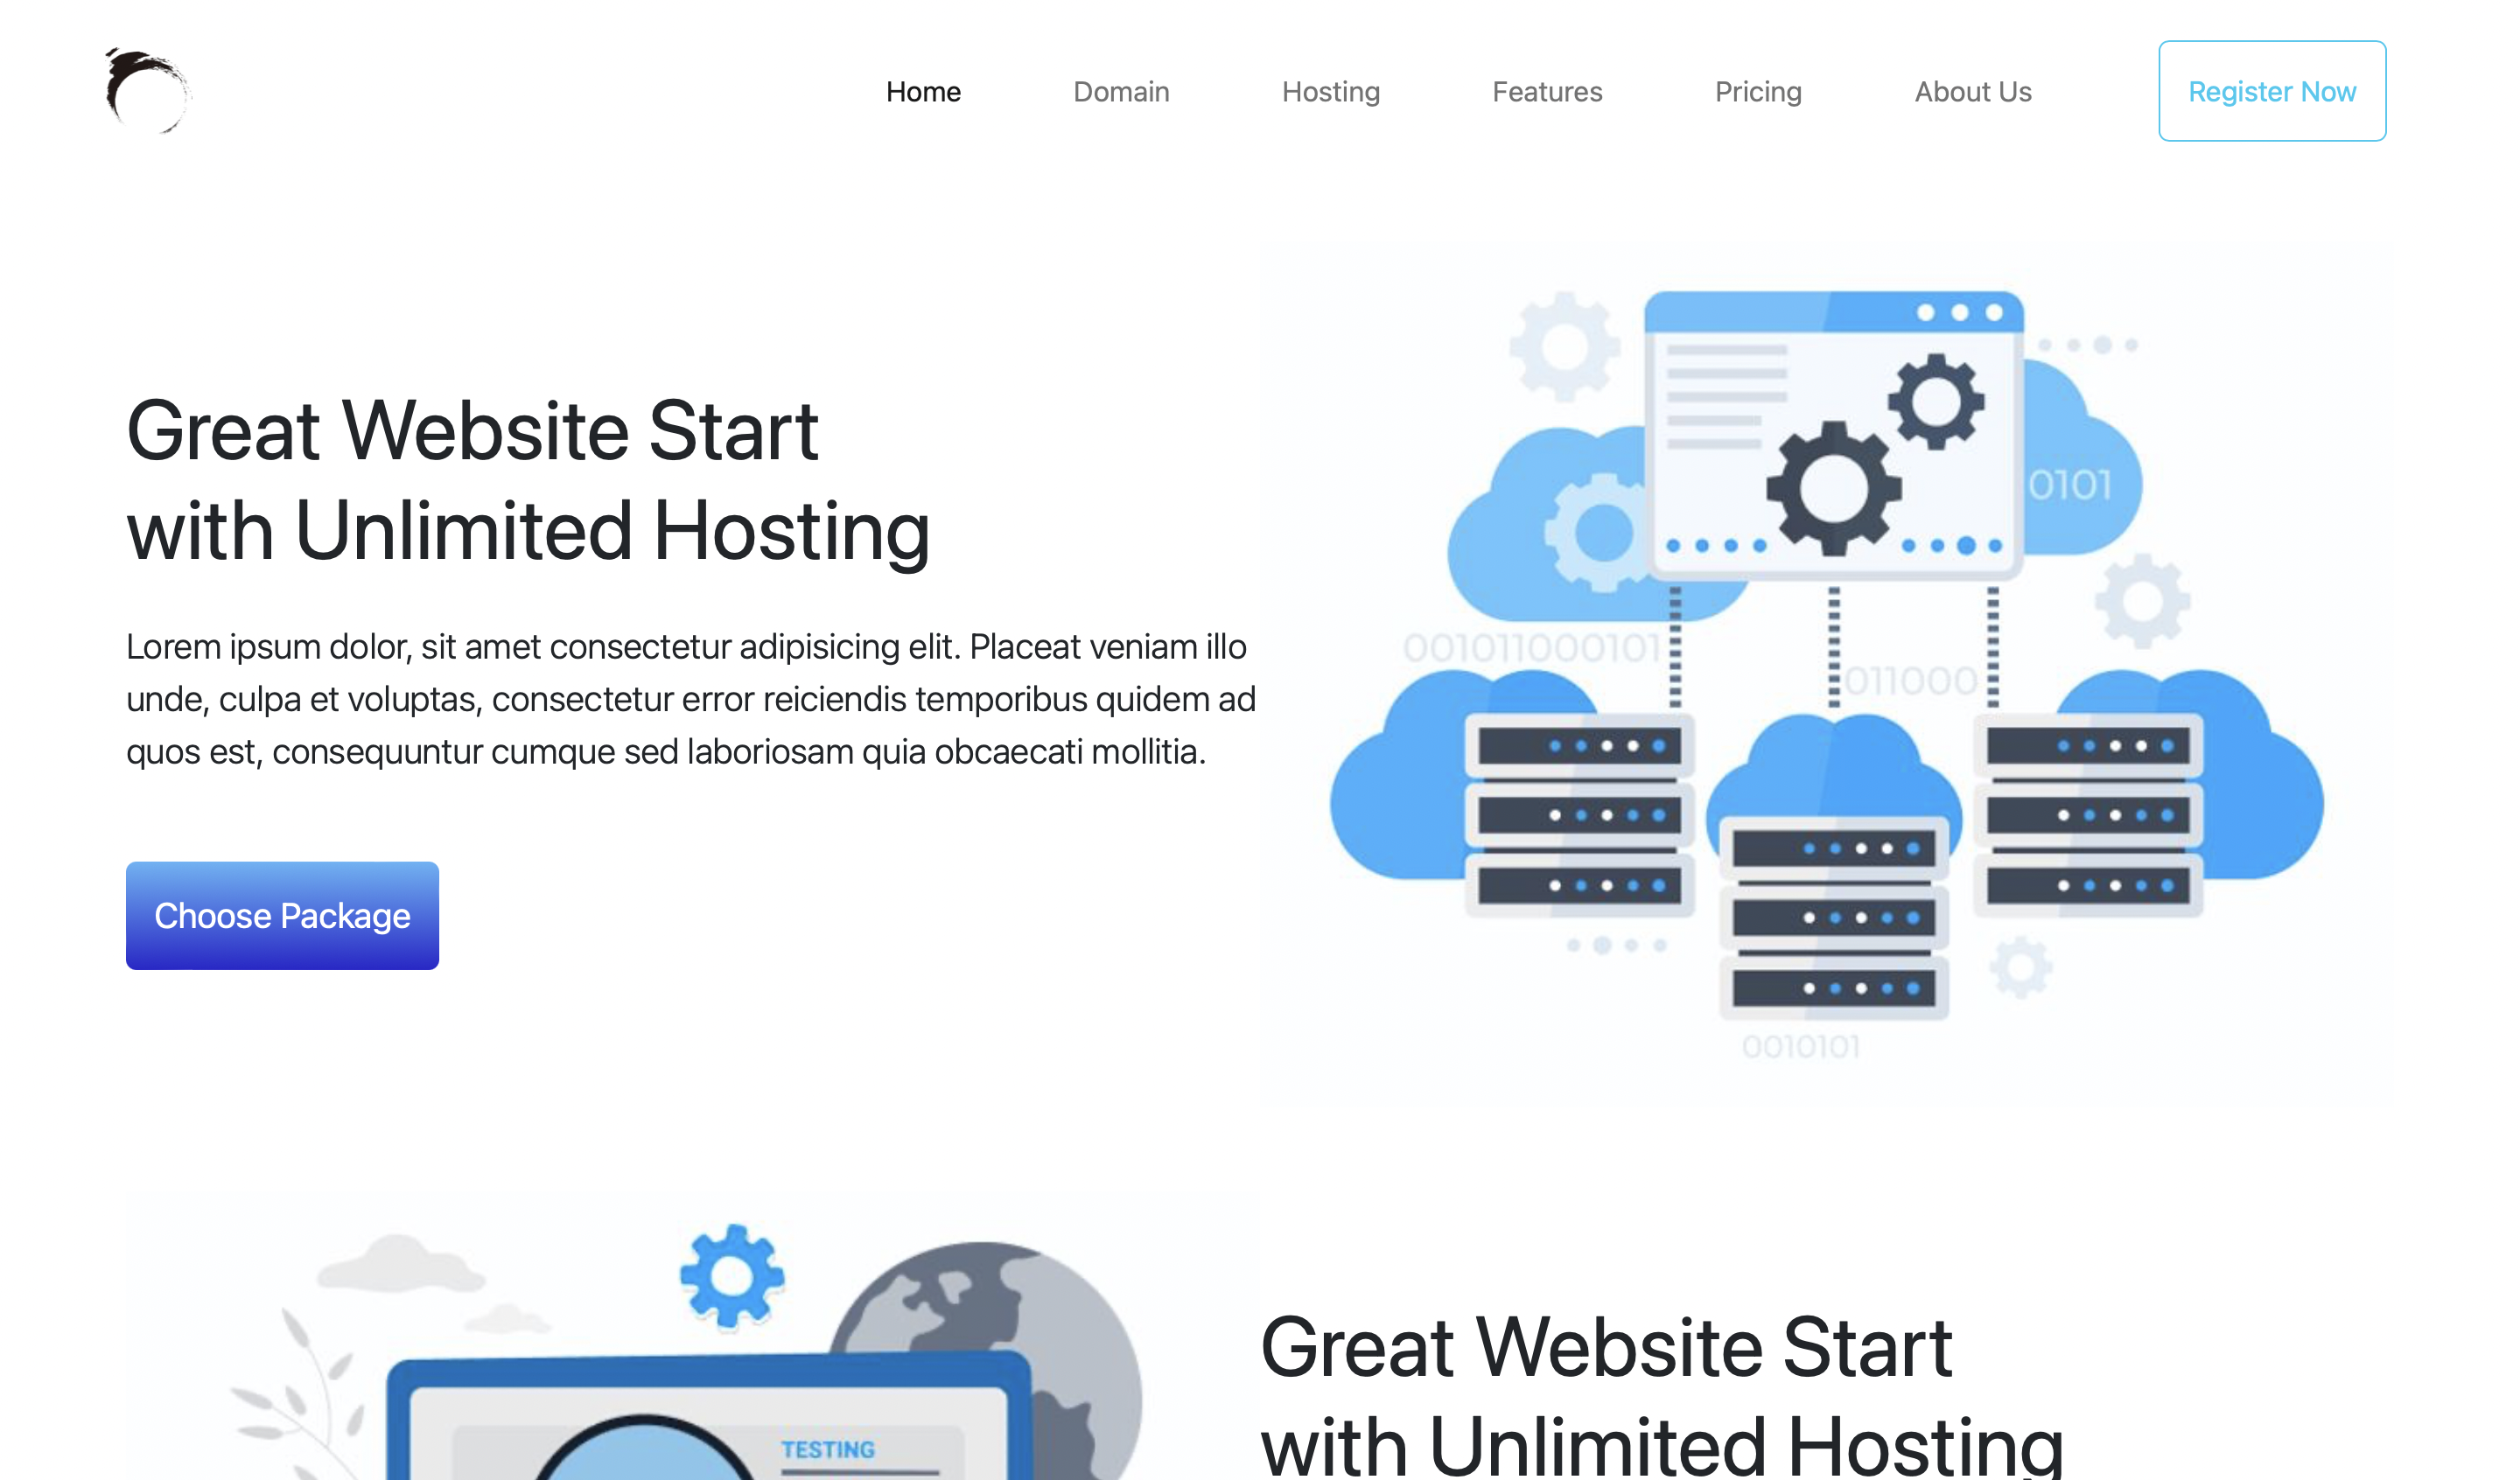 Home Domain Hosting Features Pricing About Us Register Now
Great Website Start
with Unlimited Hosting
Lorem ipsum dolor, sit amet consectetur adipisicing elit. Placeat veniam illo
unde, culpa et voluptas, consectetur error reiciendis temporibus quidem ad
quos est, consequuntur cumque sed laboriosam quia obcaecati mollitia.
Choose Package
0101
001011000101
011000
0010101
TESTING
Great Website Start
with Unlimited Hosting